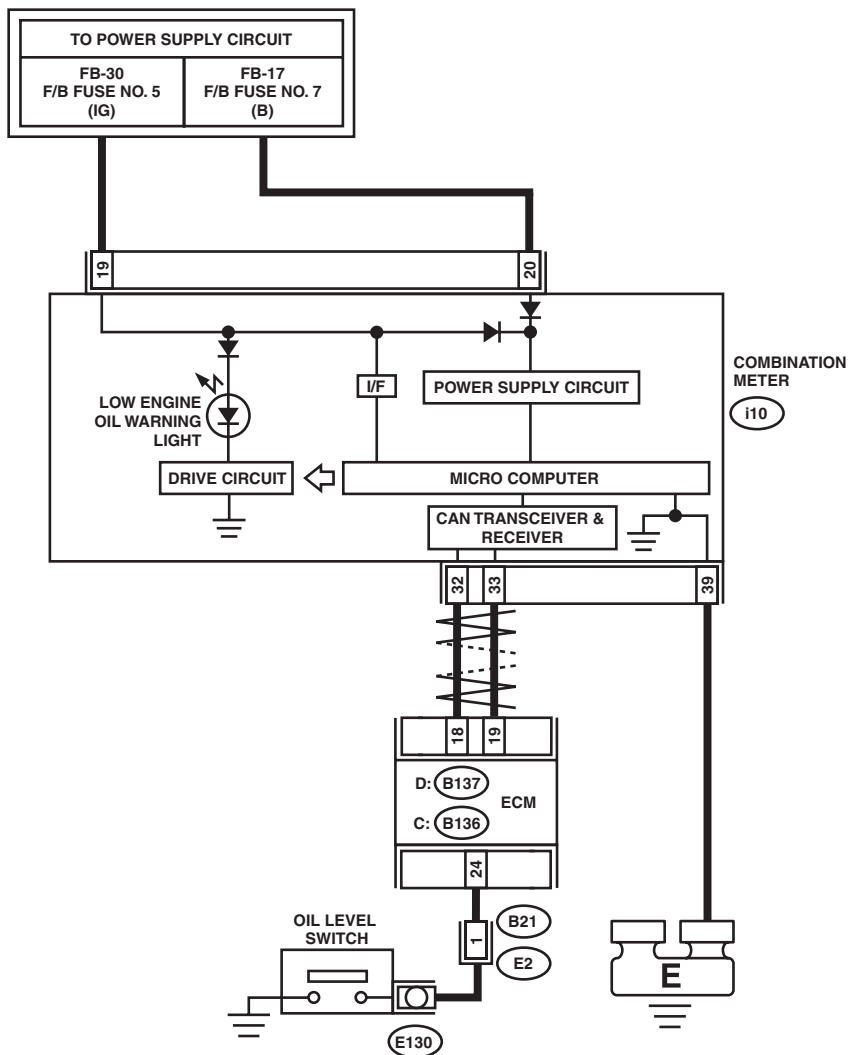 TO POWER SUPPLY CIRCUIT
FB-30
F/B FUSE NO. 5
(IG)
FB-17
F/B FUSE NO. 7
(B)
19
20
COMBINATION
METER
i10
LOW ENGINE
OIL WARNING
LIGHT
I/F
POWER SUPPLY CIRCUIT
DRIVE CIRCUIT
MICRO COMPUTER
CAN TRANSCEIVER &
RECEIVER
32
33
39
18
19
D: B137
ECM
C: B136
24
B21
1
E2
OIL LEVEL
SWITCH
E130
E